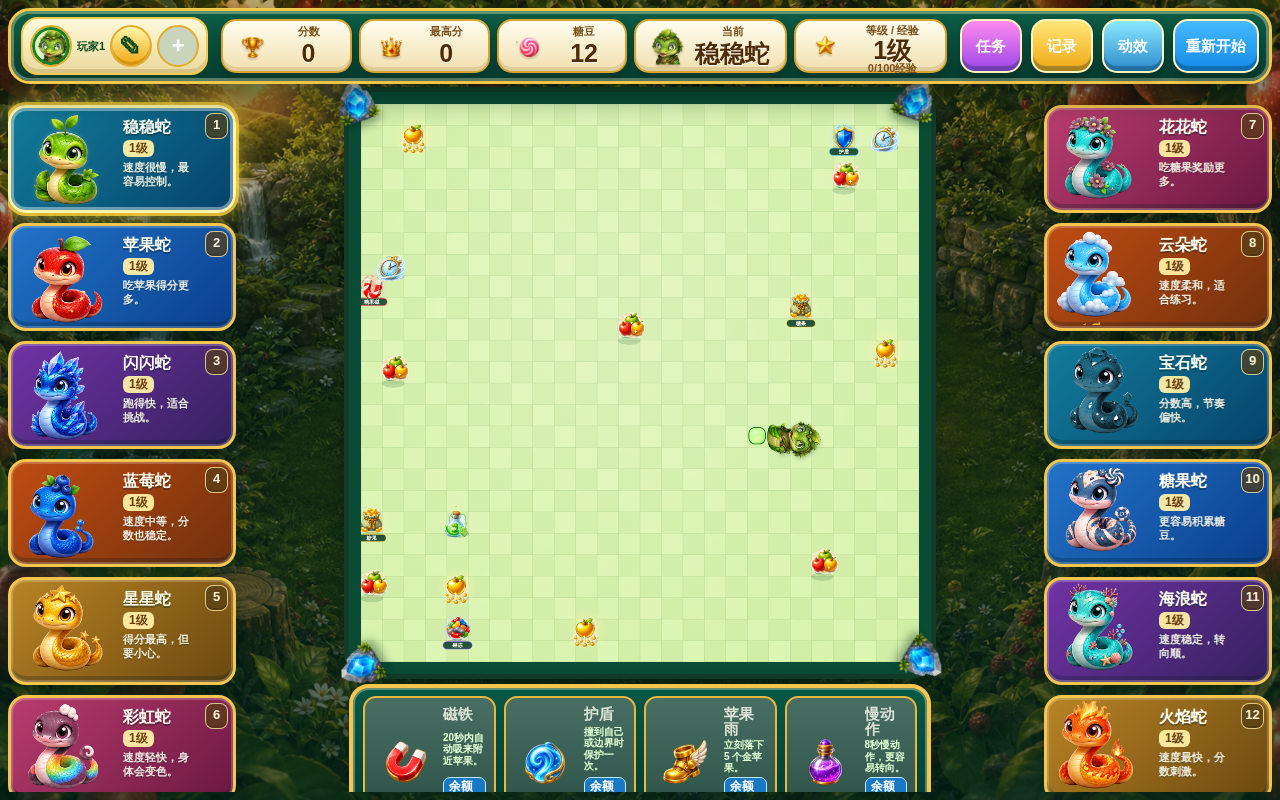 玩家1
分数
0
最高分
0
糖豆
12
当前
稳稳蛇
等级 / 经验
1级
0/100经验
任务
记录
动效
重新开始
稳稳蛇
1
1级
速度很慢，最
容易控制。
苹果蛇
2
1级
吃苹果得分更
多。
闪闪蛇
3
1级
跑得快，适合
挑战。
蓝莓蛇
4
1级
速度中等，分
数也稳定。
星星蛇
5
1级
得分最高，但
要小心。
彩虹蛇
6
1级
速度轻快，身
体会变色。
护盾
糖果
磁铁
20秒内自
动吸来附
近苹果。
余额
护盾
撞到自己
或边界时
保护一
次。
余额
苹果
雨
立刻落下
5 个金苹
果。
余额
慢动
作
8秒慢动
作，更容
易转向。
余额
花花蛇
7
1级
吃糖果奖励更
多。
云朵蛇
8
1级
速度柔和，适
合练习。
宝石蛇
9
1级
分数高，节奏
偏快。
糖果蛇
10
1级
更容易积累糖
豆。
海浪蛇
11
1级
速度稳定，转
向顺。
火焰蛇
12
1级
速度最快，分
数刺激。